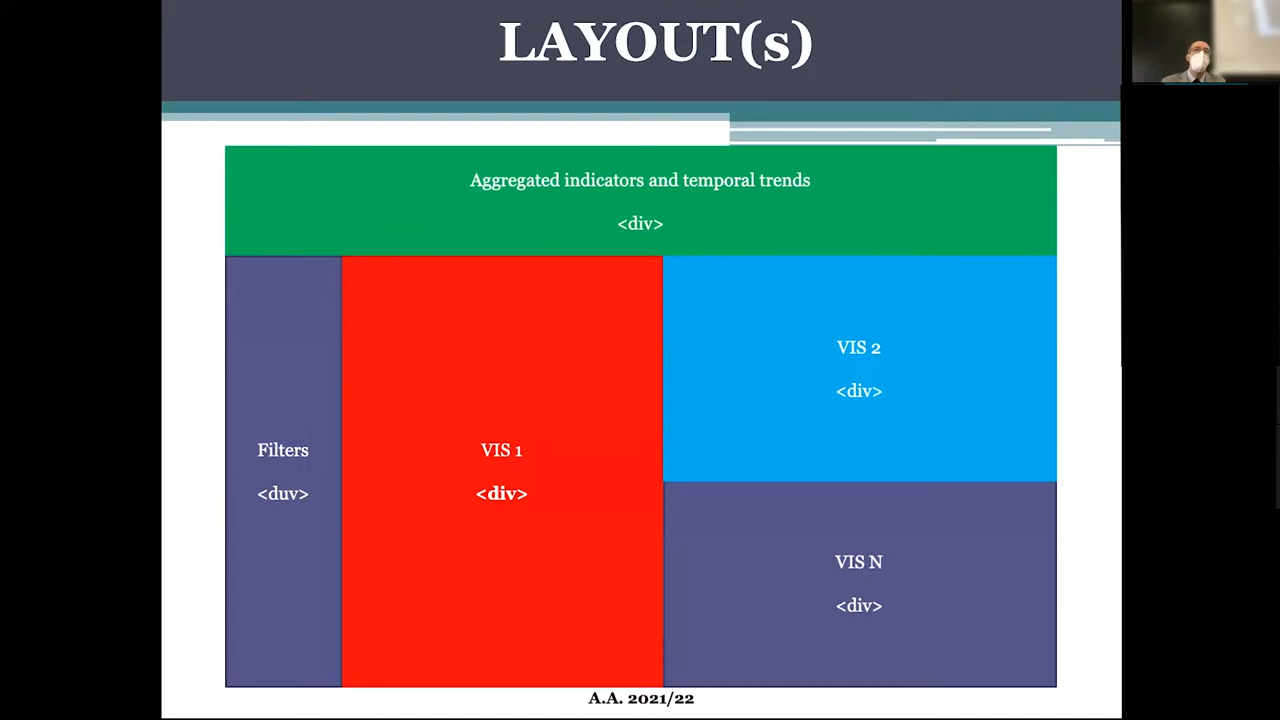 LAYOUT(s)
Aggregated indicators and temporal trends
<div>
Filters
<duv>
VIS 1
<div>
VIS 2
<div>
VIS N
<div>
A.A. 2021/22